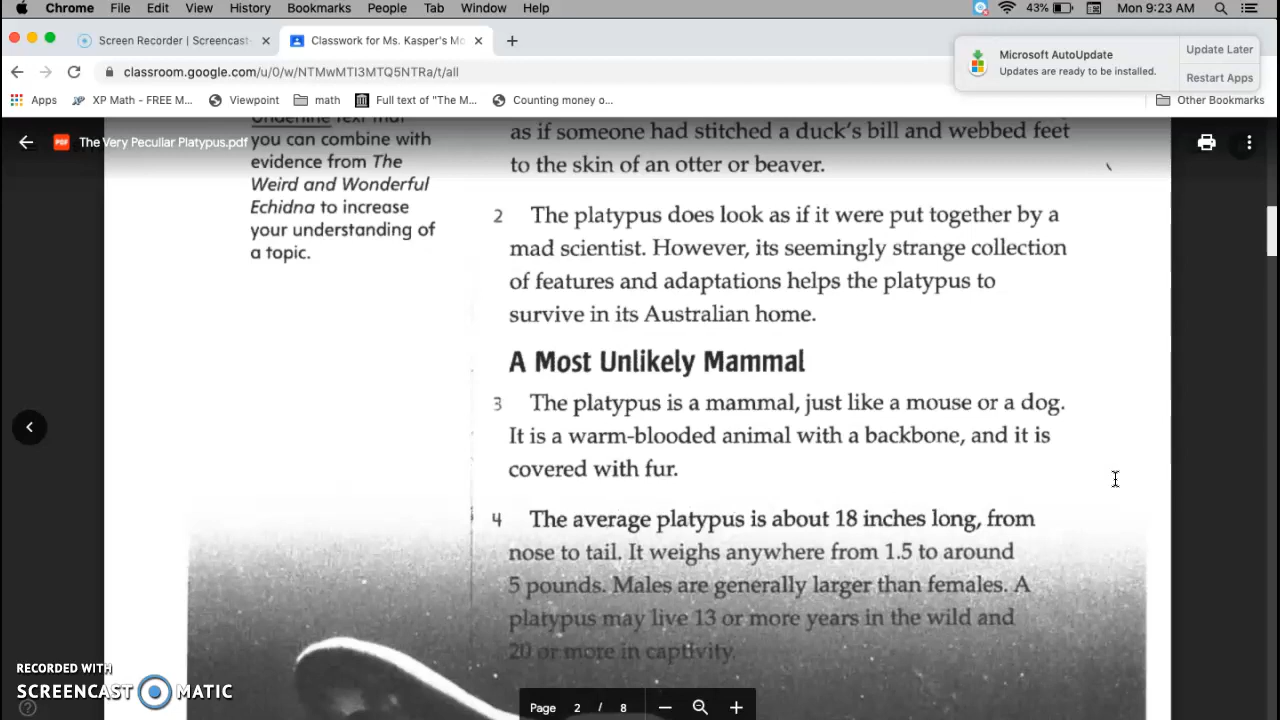 Chrome File Edit View History Bookmarks People Tab Window Help 43% Mon 9:23 AM
Screen Recorder | Screencast- Classwork for Ms. Kasper's Mo
classroom.google.com/u/0/w/NTMwMTI3MTQ5NTRa/t/all
Microsoft AutoUpdate
Updates are ready to be installed.
Update Later
Restart Apps
Apps XP Math - FREE M... Viewpoint math Full text of "The M... Counting money o... Other Bookmarks
PDF The Very Peculiar Platypus.pdf
Underline text that
you can combine with
evidence from The
Weird and Wonderful
Echidna to increase
your understanding of
a topic.
as if someone had stitched a duck's bill and webbed feet
to the skin of an otter or beaver.
2 The platypus does look as if it were put together by a
mad scientist. However, its seemingly strange collection
of features and adaptations helps the platypus to
survive in its Australian home.
A Most Unlikely Mammal
3 The platypus is a mammal, just like a mouse or a dog.
It is a warm-blooded animal with a backbone, and it is
covered with fur.
4 The average platypus is about 18 inches long, from
nose to tail. It weighs anywhere from 1.5 to around
5 pounds. Males are generally larger than females. A
platypus may live 13 or more years in the wild and
20 or more in captivity.
RECORDED WITH
SCREENCAST MATIC
Page 2 / 8